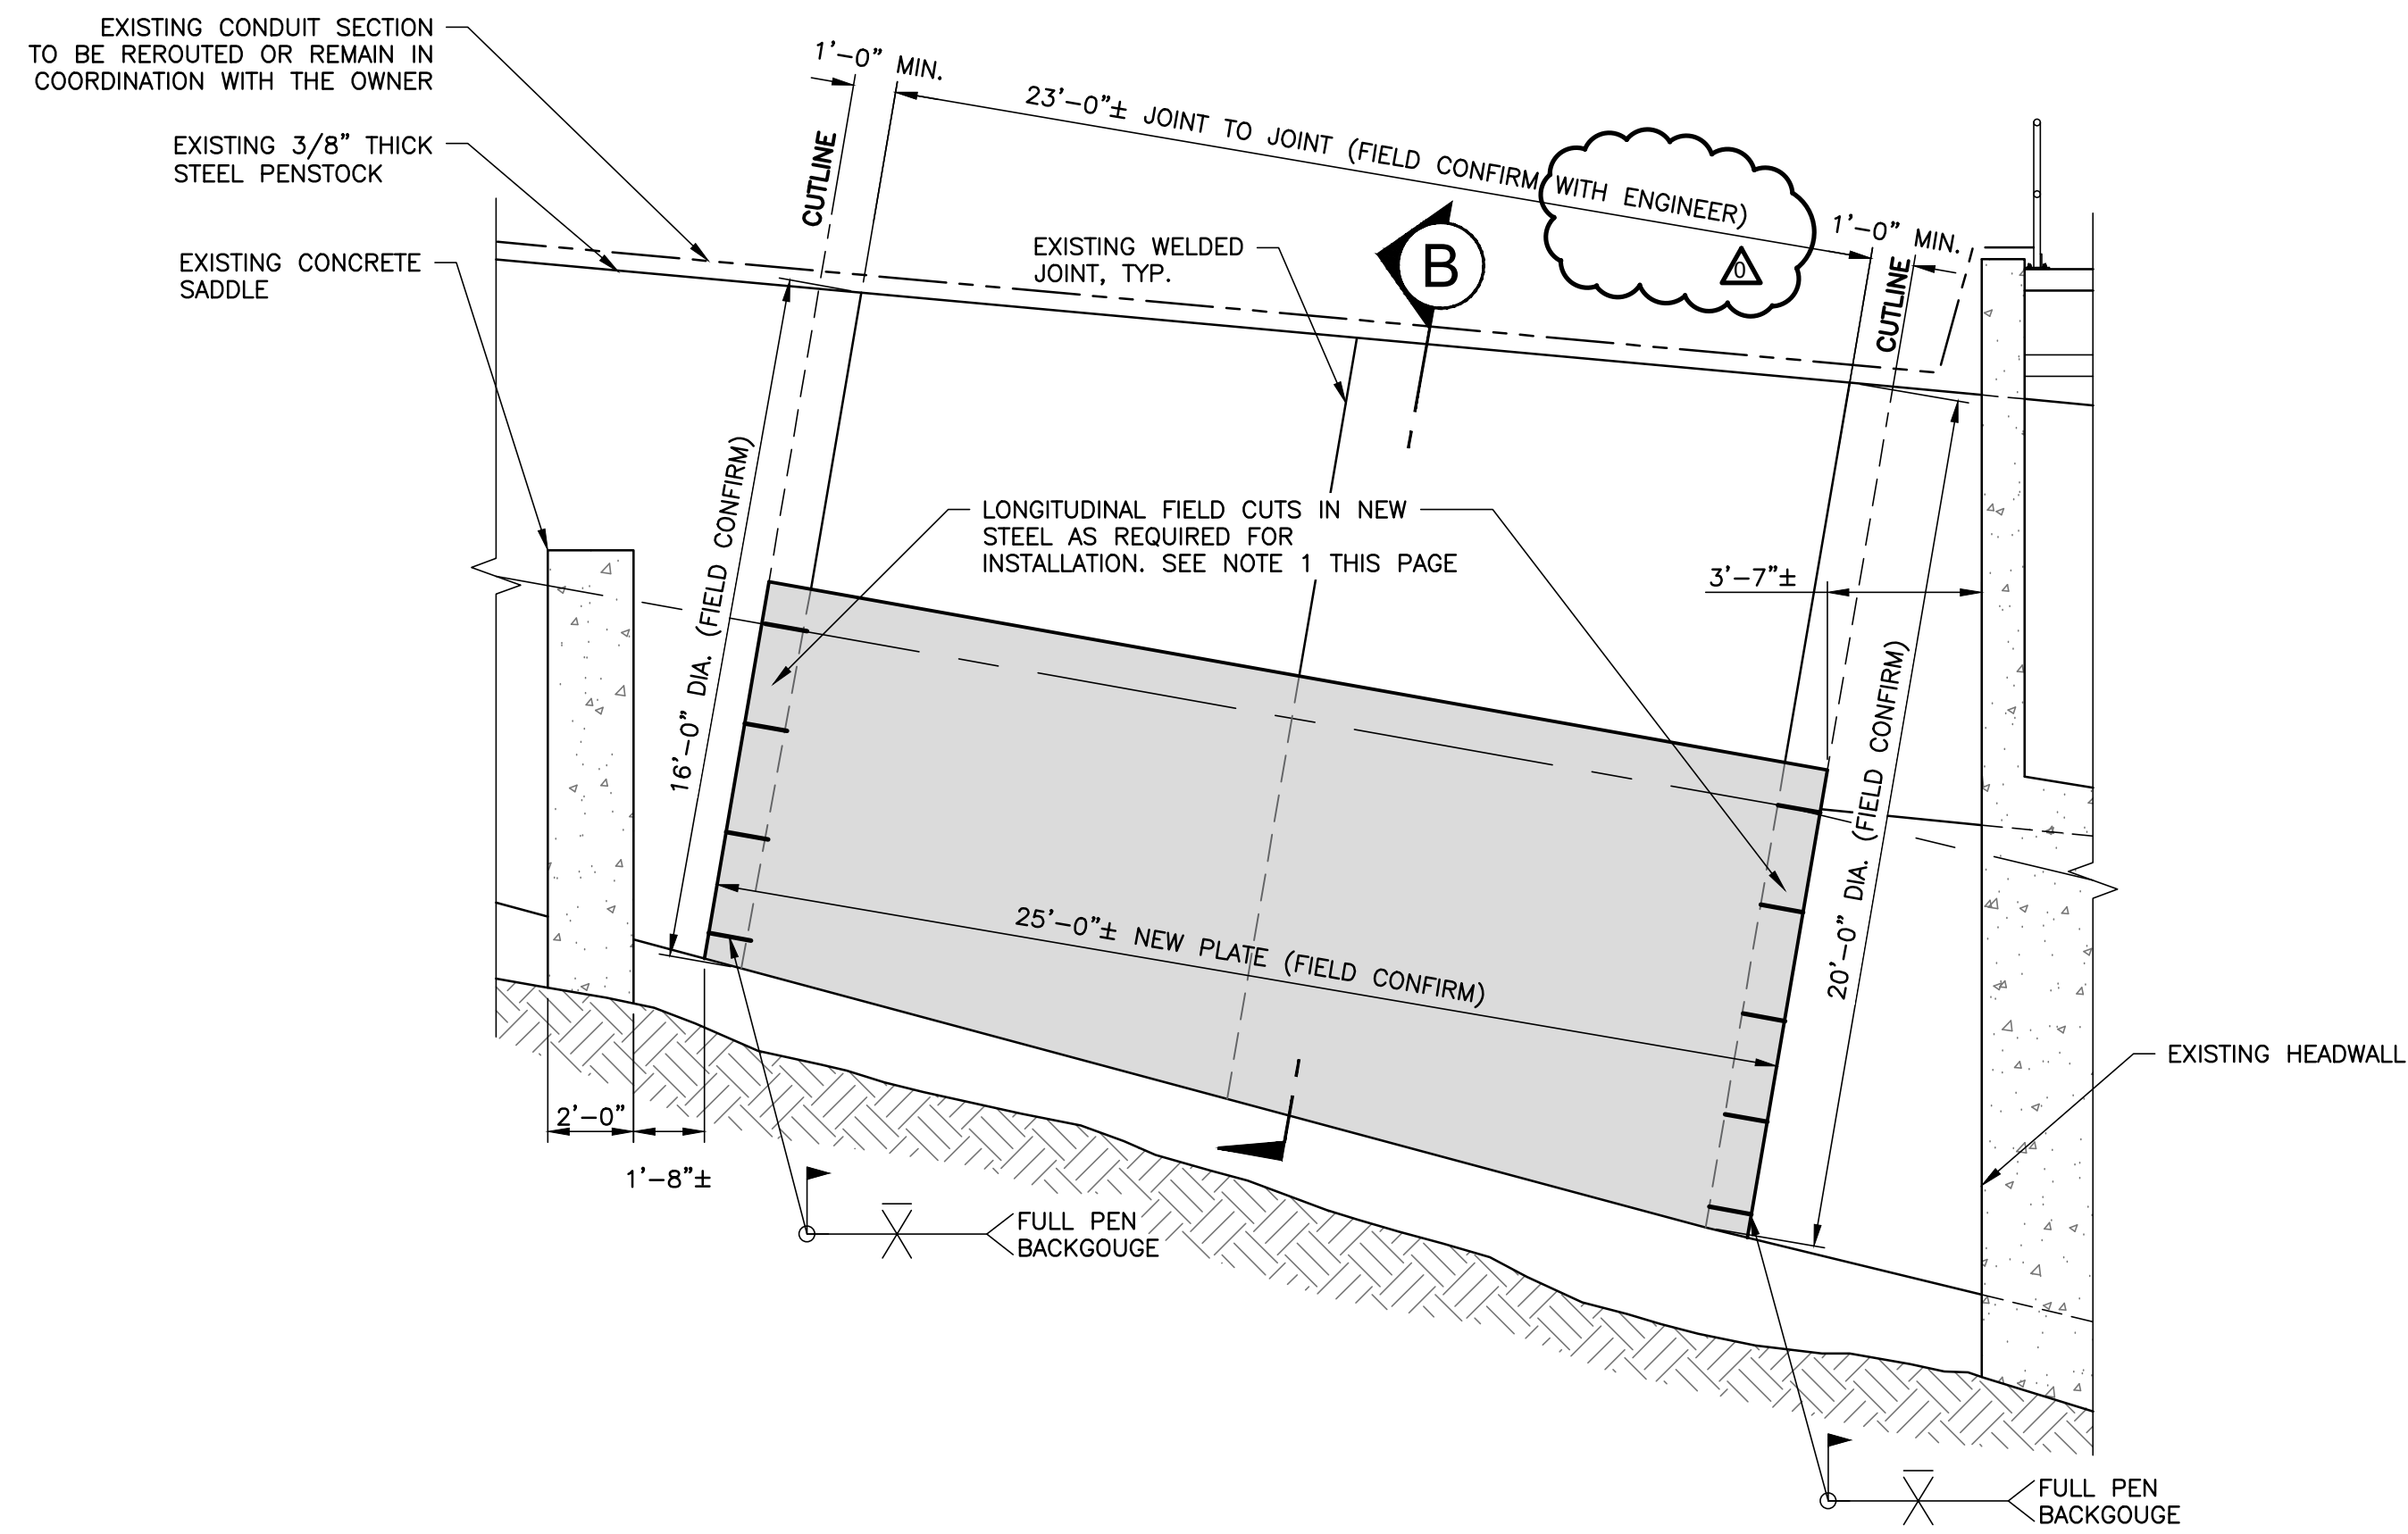 EXISTING CONDUIT SECTION
TO BE REROUTED OR REMAIN IN
COORDINATION WITH THE OWNER
EXISTING 3/8" THICK
STEEL PENSTOCK
EXISTING CONCRETE
SADDLE
1'-0" MIN.
CUTLINE
23'-0"± JOINT TO JOINT (FIELD CONFIRM WITH ENGINEER)
0
1'-0" MIN.
CUTLINE
EXISTING WELDED
JOINT, TYP.
B
16'-0" DIA. (FIELD CONFIRM)
LONGITUDINAL FIELD CUTS IN NEW
STEEL AS REQUIRED FOR
INSTALLATION. SEE NOTE 1 THIS PAGE
3'-7"±
20'-0" DIA. (FIELD CONFIRM)
25'-0"± NEW PLATE (FIELD CONFIRM)
EXISTING HEADWALL
2'-0"
1'-8"±
FULL PEN
BACKGOUGE
FULL PEN
BACKGOUGE